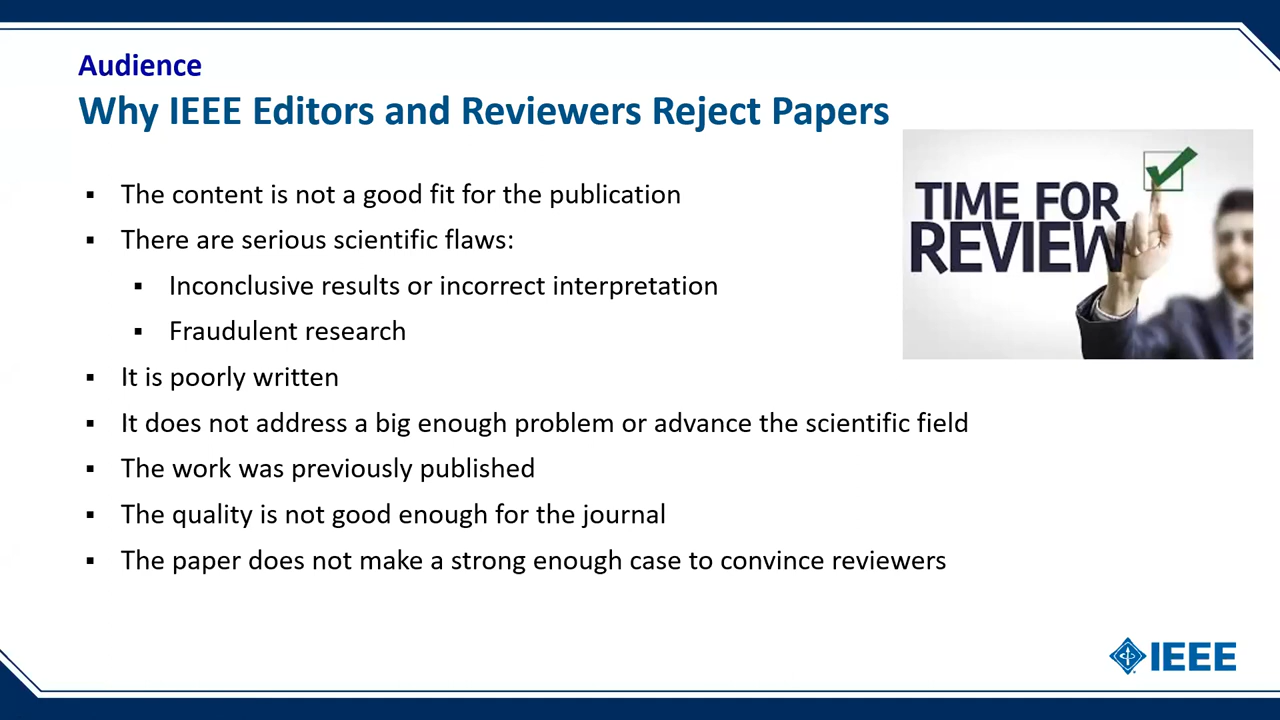 Audience
Why IEEE Editors and Reviewers Reject Papers
TIME FOR
REVIEW
▪ The content is not a good fit for the publication
▪ There are serious scientific flaws:
▪ Inconclusive results or incorrect interpretation
▪ Fraudulent research
▪ It is poorly written
▪ It does not address a big enough problem or advance the scientific field
▪ The work was previously published
▪ The quality is not good enough for the journal
▪ The paper does not make a strong enough case to convince reviewers
IEEE